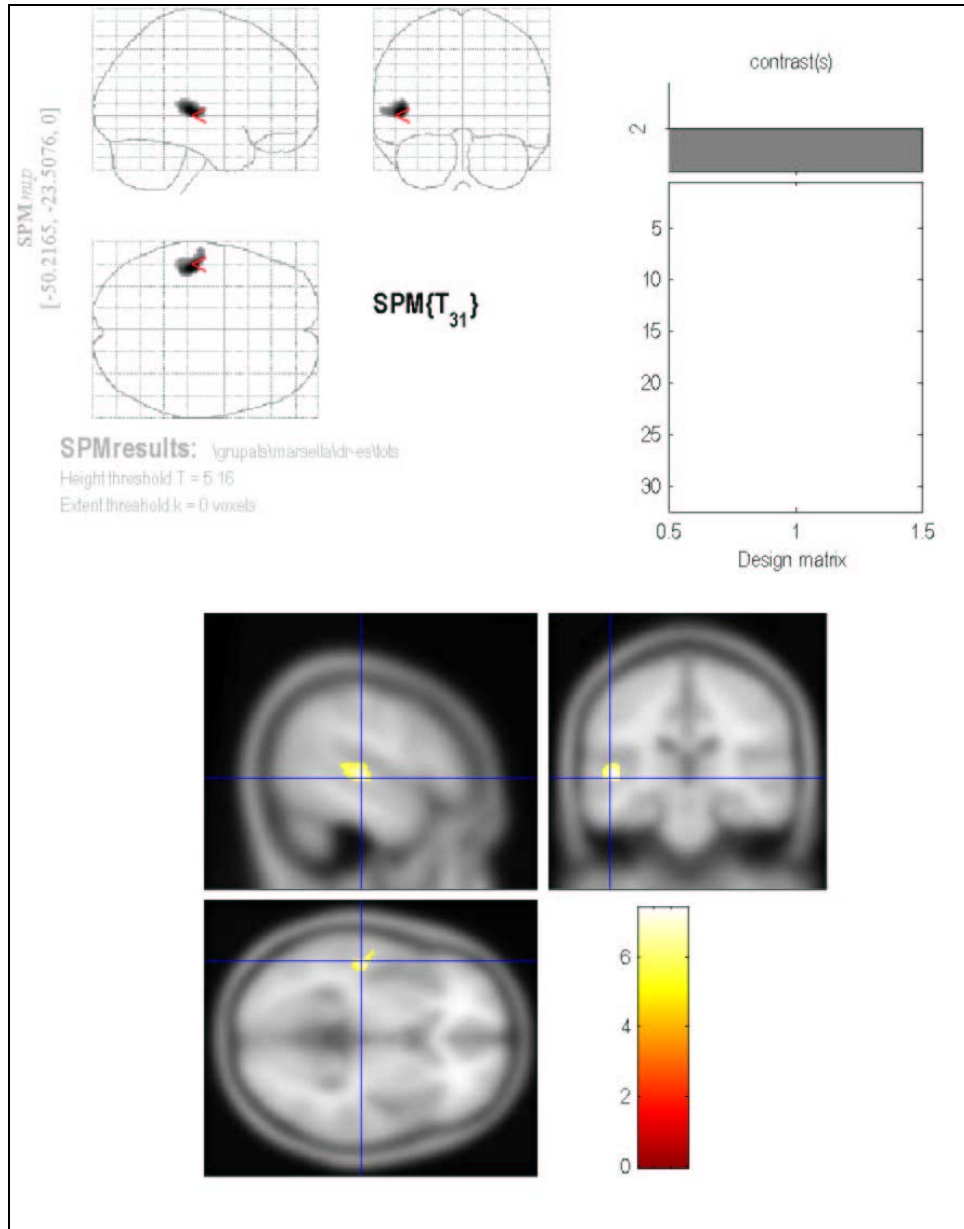 SPMmip
[-50.2165, -23.5076, 0]
SPM{T31}
SPMresults: \grupals\marsella\dr-es\tots
Height threshold T = 5.16
Extent threshold k = 0 voxels
contrast(s)
2
5
10
15
20
25
30
0.5 1 1.5
Design matrix
6
4
2
0